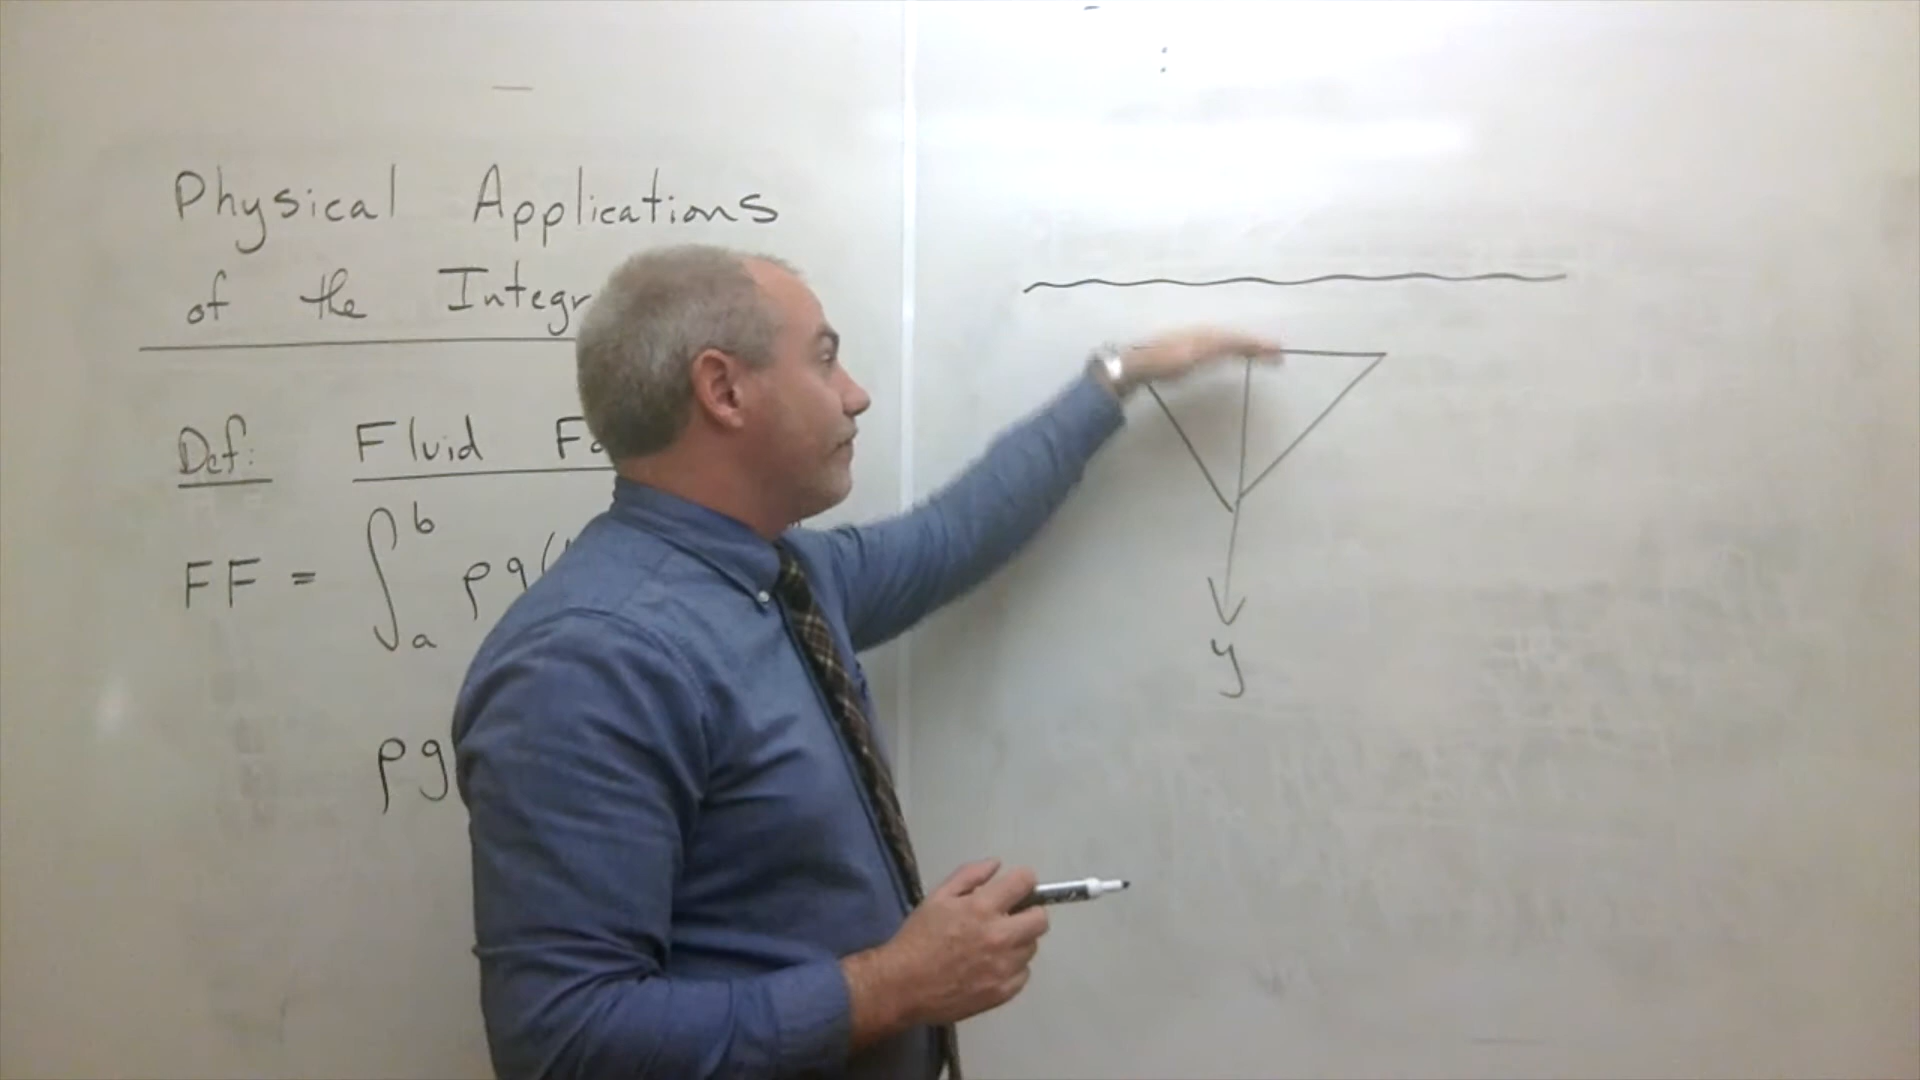 Physical Applications
of the Integr
Def: Fluid Fo
FF = ∫ₐᵇ ρg(
ρg
y